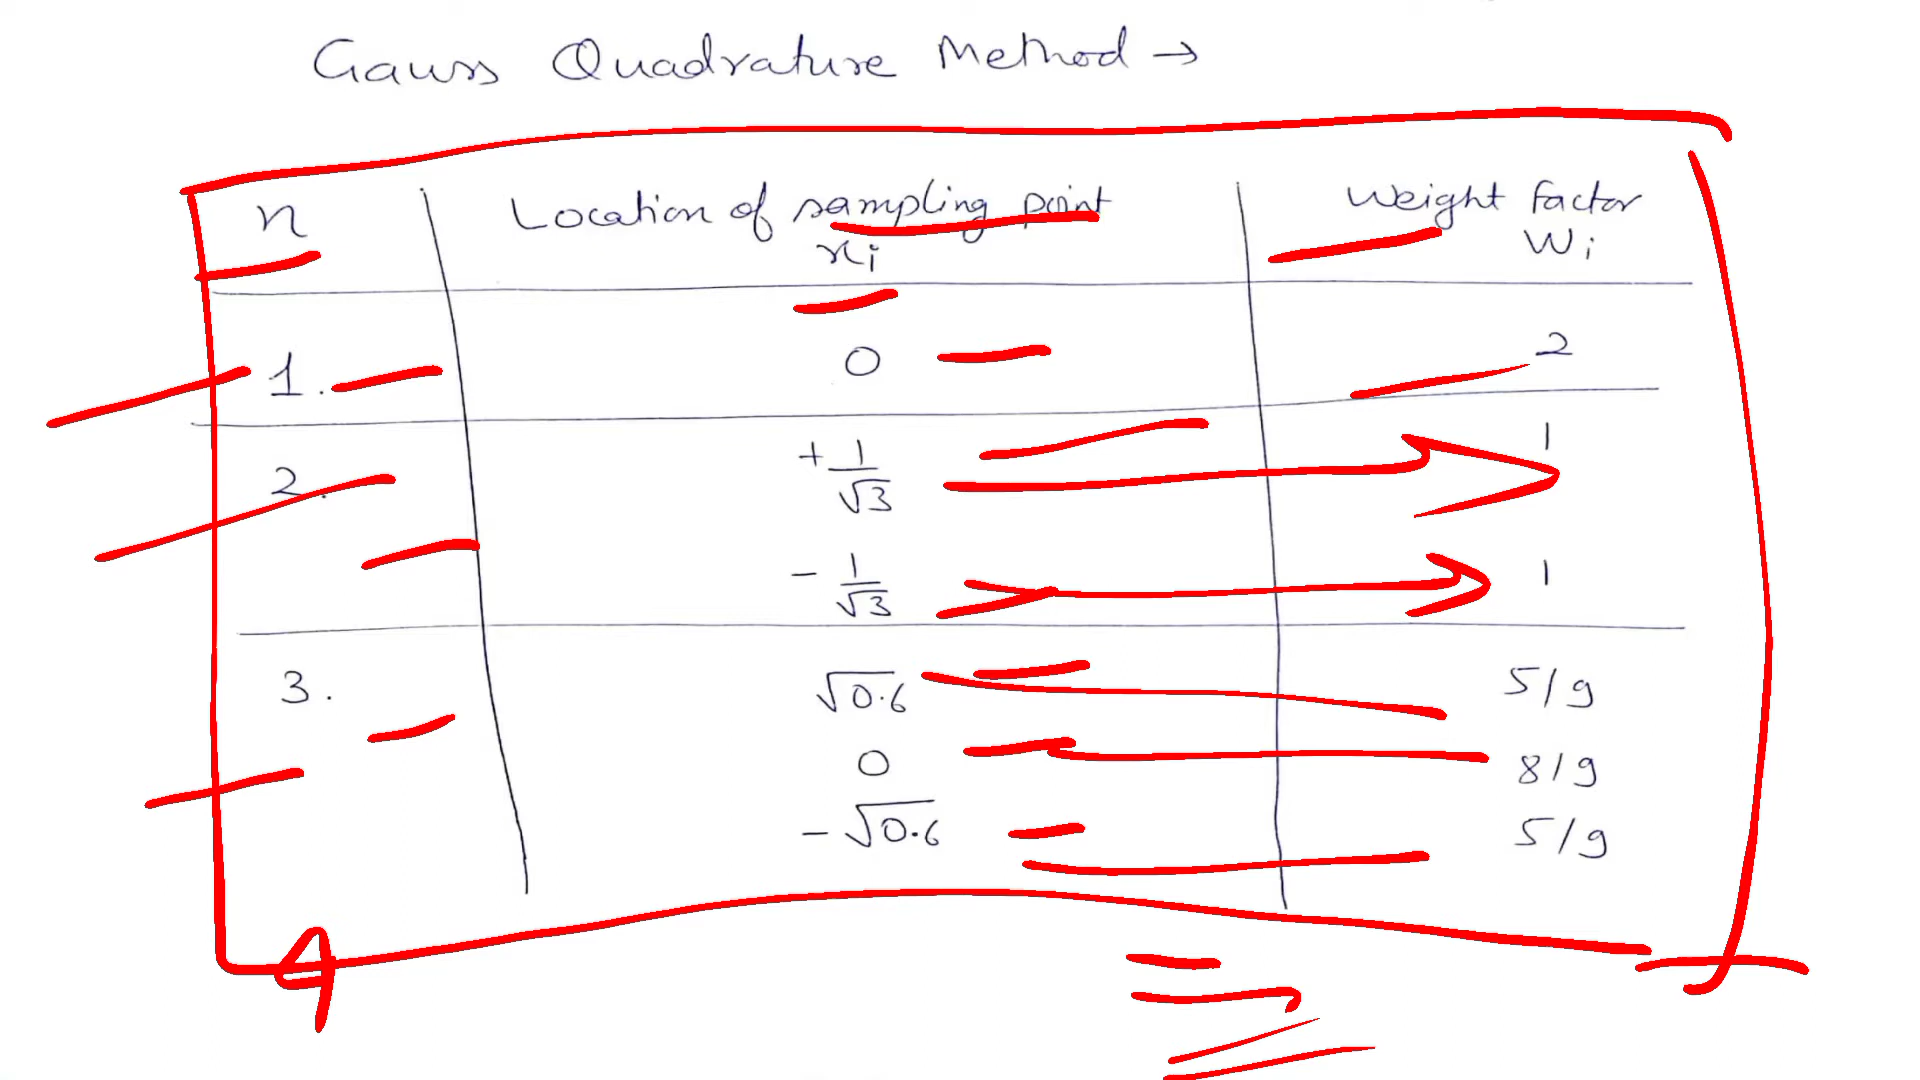 Gauss Quadrature Method →
n Location of sampling point Weight factor
xi Wi
1. 0 2
2. +1/√3 1
-1/√3 1
3. √0.6 5/9
0 8/9
-√0.6 5/9
4